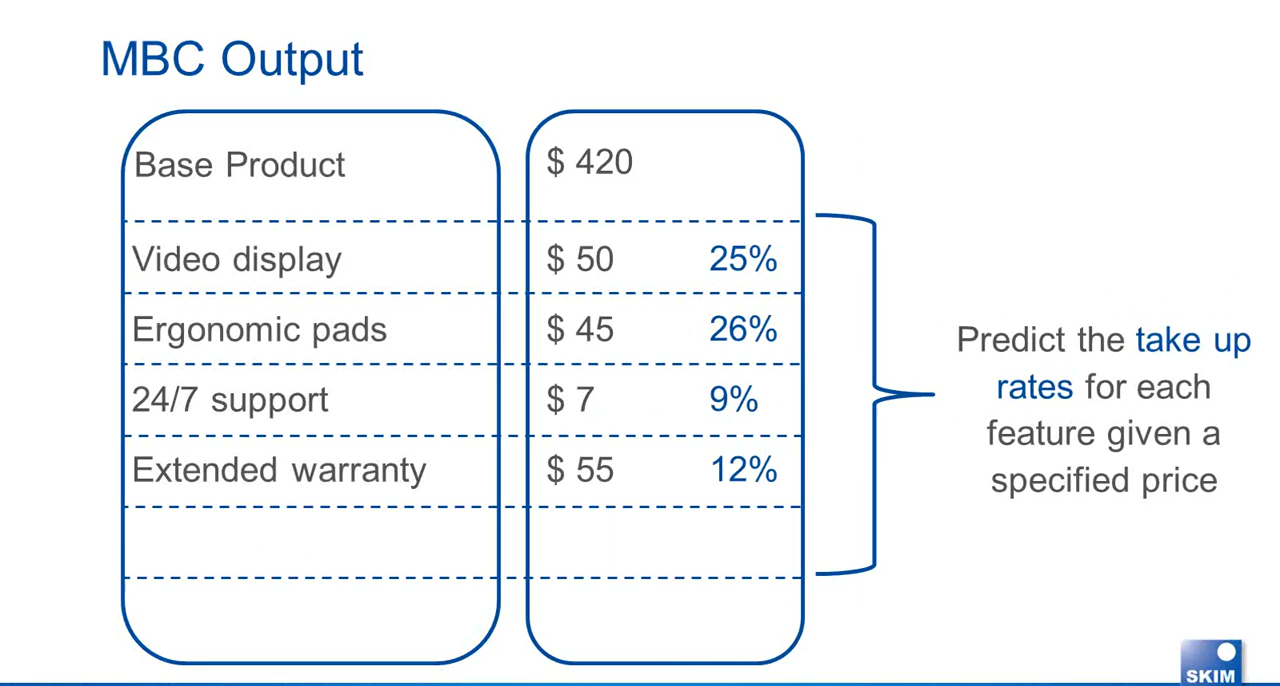 MBC Output
Base Product $ 420
Video display $ 50 25%
Ergonomic pads $ 45 26%
24/7 support $ 7 9%
Extended warranty $ 55 12%
Predict the take up
rates for each
feature given a
specified price
SKIM